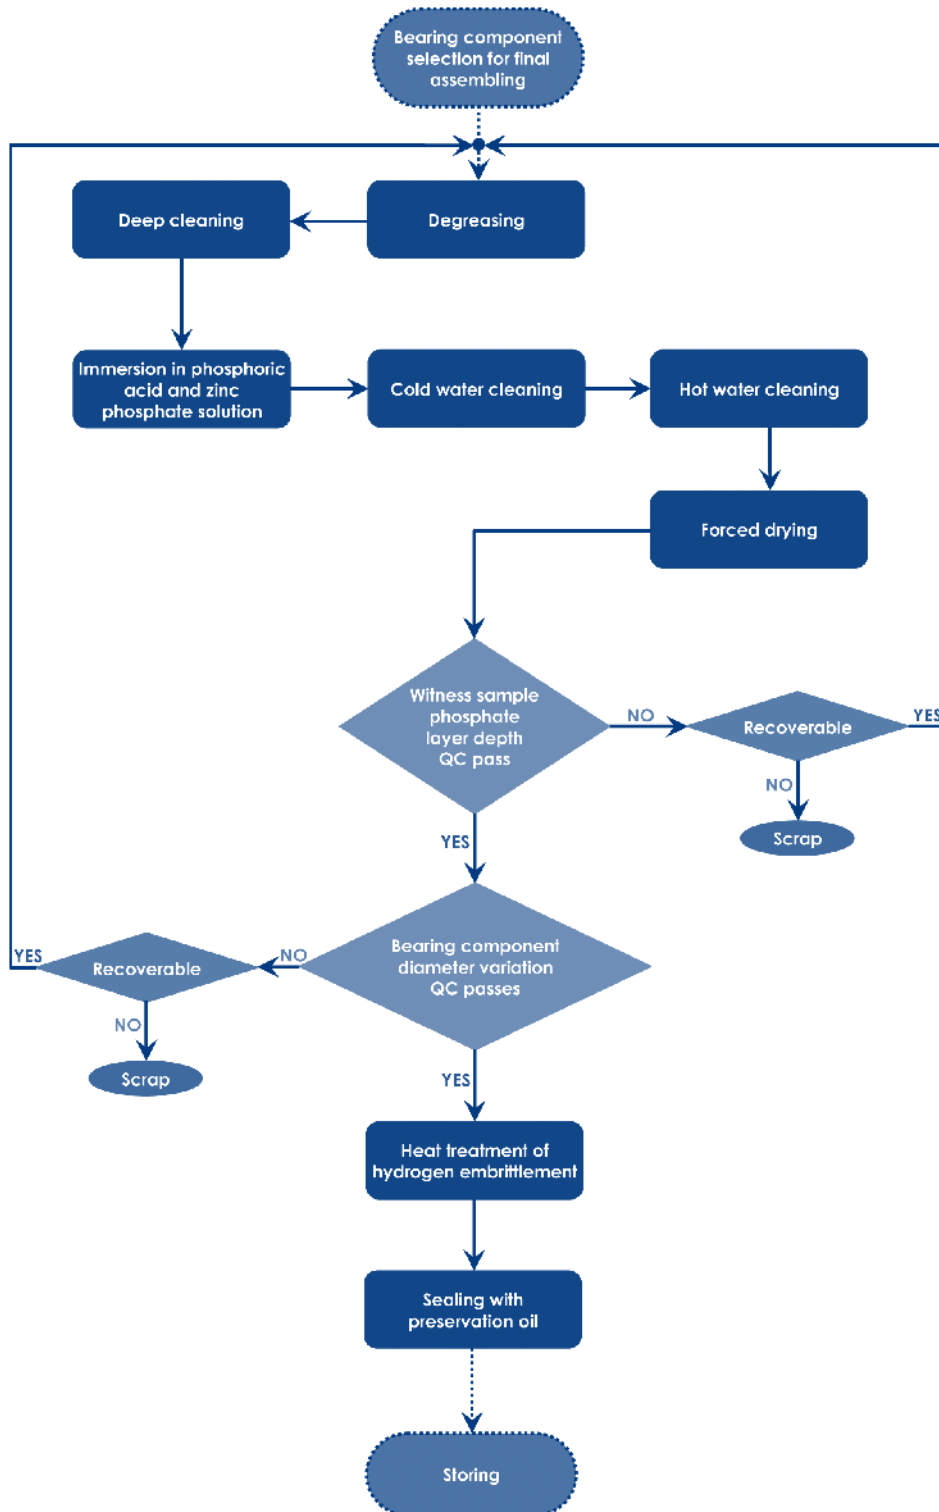 Bearing component
selection for final
assembling
Deep cleaning
Degreasing
Immersion in phosphoric
acid and zinc
phosphate solution
Cold water cleaning
Hot water cleaning
Forced drying
Witness sample
phosphate
layer depth
QC pass
NO
Recoverable
YES
NO
Scrap
YES
Bearing component
diameter variation
QC passes
NO
Recoverable
YES
NO
Scrap
YES
Heat treatment of
hydrogen embrittlement
Sealing with
preservation oil
Storing